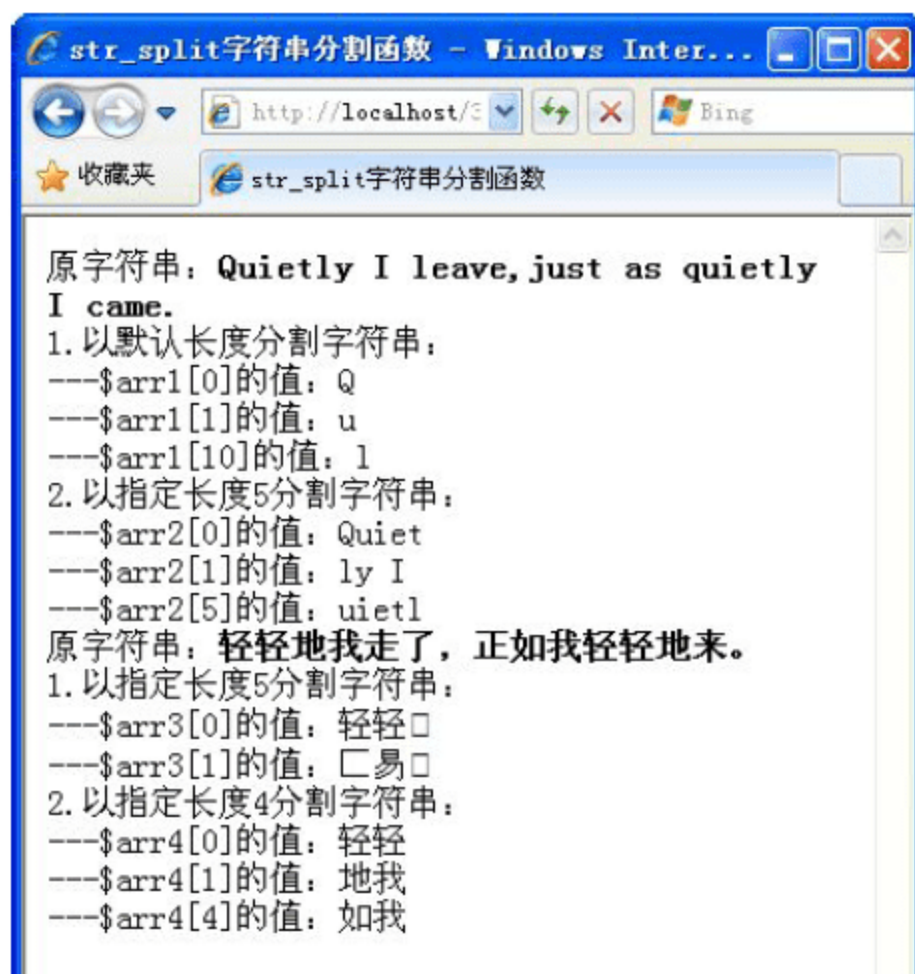 str_split字符串分割函数 - Windows Inter...
http://localhost/3
Bing
收藏夹
str_split字符串分割函数
原字符串：Quietly I leave,just as quietly
I came.
1.以默认长度分割字符串：
---$arr1[0]的值：Q
---$arr1[1]的值：u
---$arr1[10]的值：l
2.以指定长度5分割字符串：
---$arr2[0]的值：Quiet
---$arr2[1]的值：ly I
---$arr2[5]的值：uietl
原字符串：轻轻地我走了，正如我轻轻地来。
1.以指定长度5分割字符串：
---$arr3[0]的值：轻轻□
---$arr3[1]的值：匚易□
2.以指定长度4分割字符串：
---$arr4[0]的值：轻轻
---$arr4[1]的值：地我
---$arr4[4]的值：如我